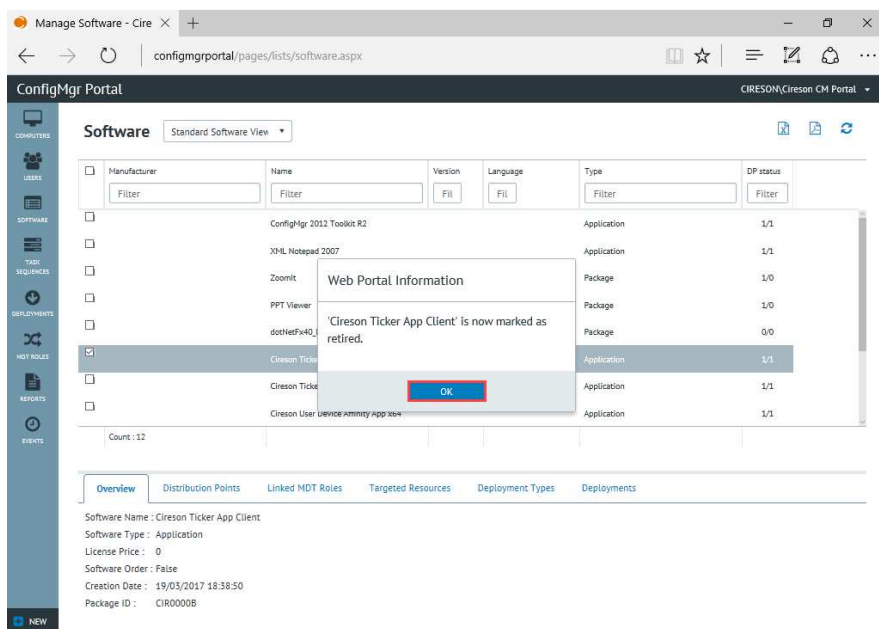 Manage Software - Cire
configmgrportal/pages/lists/software.aspx
ConfigMgr Portal
CIRESON\Cireson CM Portal
COMPUTERS
USERS
SOFTWARE
TASK SEQUENCES
DEPLOYMENTS
MDT ROLES
REPORTS
EVENTS
NEW
Software
Standard Software View
Manufacturer Name Version Language Type DP status
Filter Filter Fil Fil Filter Filter
ConfigMgr 2012 Toolkit R2 Application 1/1
XML Notepad 2007 Application 1/1
ZoomIt Package 1/0
PPT Viewer Package 1/0
dotNetFx40_ Package 0/0
Cireson Ticke Application 1/1
Cireson Ticke Application 1/1
Cireson User Device Affinity App x64 Application 1/1
Count : 12
Web Portal Information
'Cireson Ticker App Client' is now marked as
retired.
OK
Overview Distribution Points Linked MDT Roles Targeted Resources Deployment Types Deployments
Software Name : Cireson Ticker App Client
Software Type : Application
License Price : 0
Software Order : False
Creation Date : 19/03/2017 18:38:50
Package ID : CIR0000B